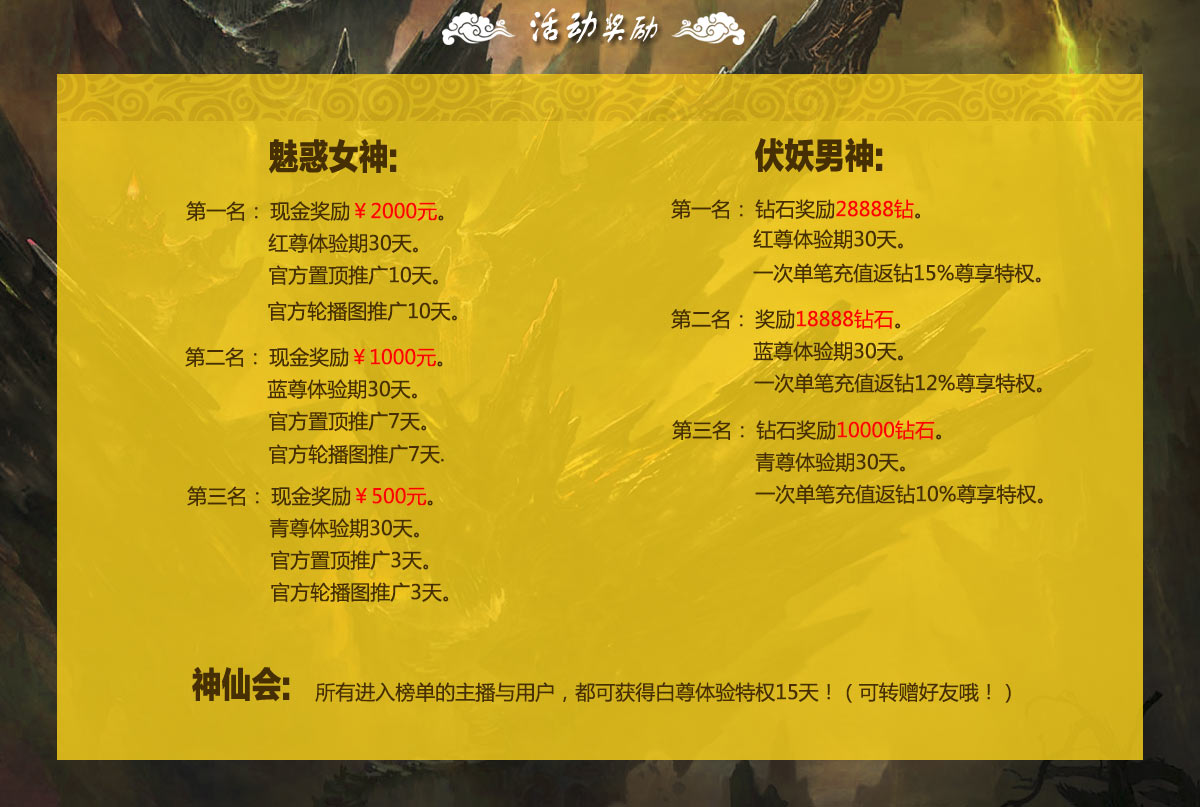 活动奖励
魅惑女神:
第一名： 现金奖励￥2000元。
红尊体验期30天。
官方置顶推广10天。
官方轮播图推广10天。
第二名： 现金奖励￥1000元。
蓝尊体验期30天。
官方置顶推广7天。
官方轮播图推广7天.
第三名： 现金奖励￥500元。
青尊体验期30天。
官方置顶推广3天。
官方轮播图推广3天。
伏妖男神:
第一名： 钻石奖励28888钻。
红尊体验期30天。
一次单笔充值返钻15%尊享特权。
第二名： 奖励18888钻石。
蓝尊体验期30天。
一次单笔充值返钻12%尊享特权。
第三名： 钻石奖励10000钻石。
青尊体验期30天。
一次单笔充值返钻10%尊享特权。
神仙会: 所有进入榜单的主播与用户，都可获得白尊体验特权15天！（可转赠好友哦！）